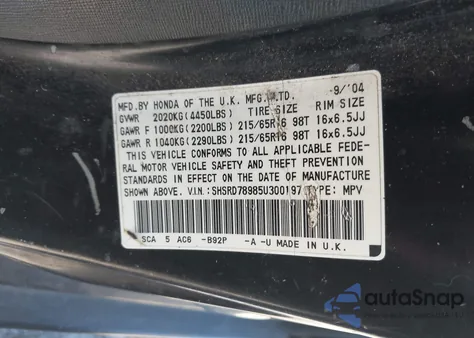 MFD.BY HONDA OF THE U.K. MFG. LTD. 9/'04
GVWR 2020KG(4450LBS) TIRE SIZE RIM SIZE
GAWR F 1000KG(2200LBS) 215/65R16 98T 16x6.5JJ
GAWR R 1040KG(2290LBS) 215/65R16 98T 16x6.5JJ
THIS VEHICLE CONFORMS TO ALL APPLICABLE FEDE-
RAL MOTOR VEHICLE SAFETY AND THEFT PREVENTION
STANDARDS IN EFFECT ON THE DATE OF MANUFACTURE
SHOWN ABOVE. V.I.N.: SHSRD78985U300197 TYPE: MPV
SCA 5 AC6 -B92P -A -U MADE IN U.K.
autoSnap